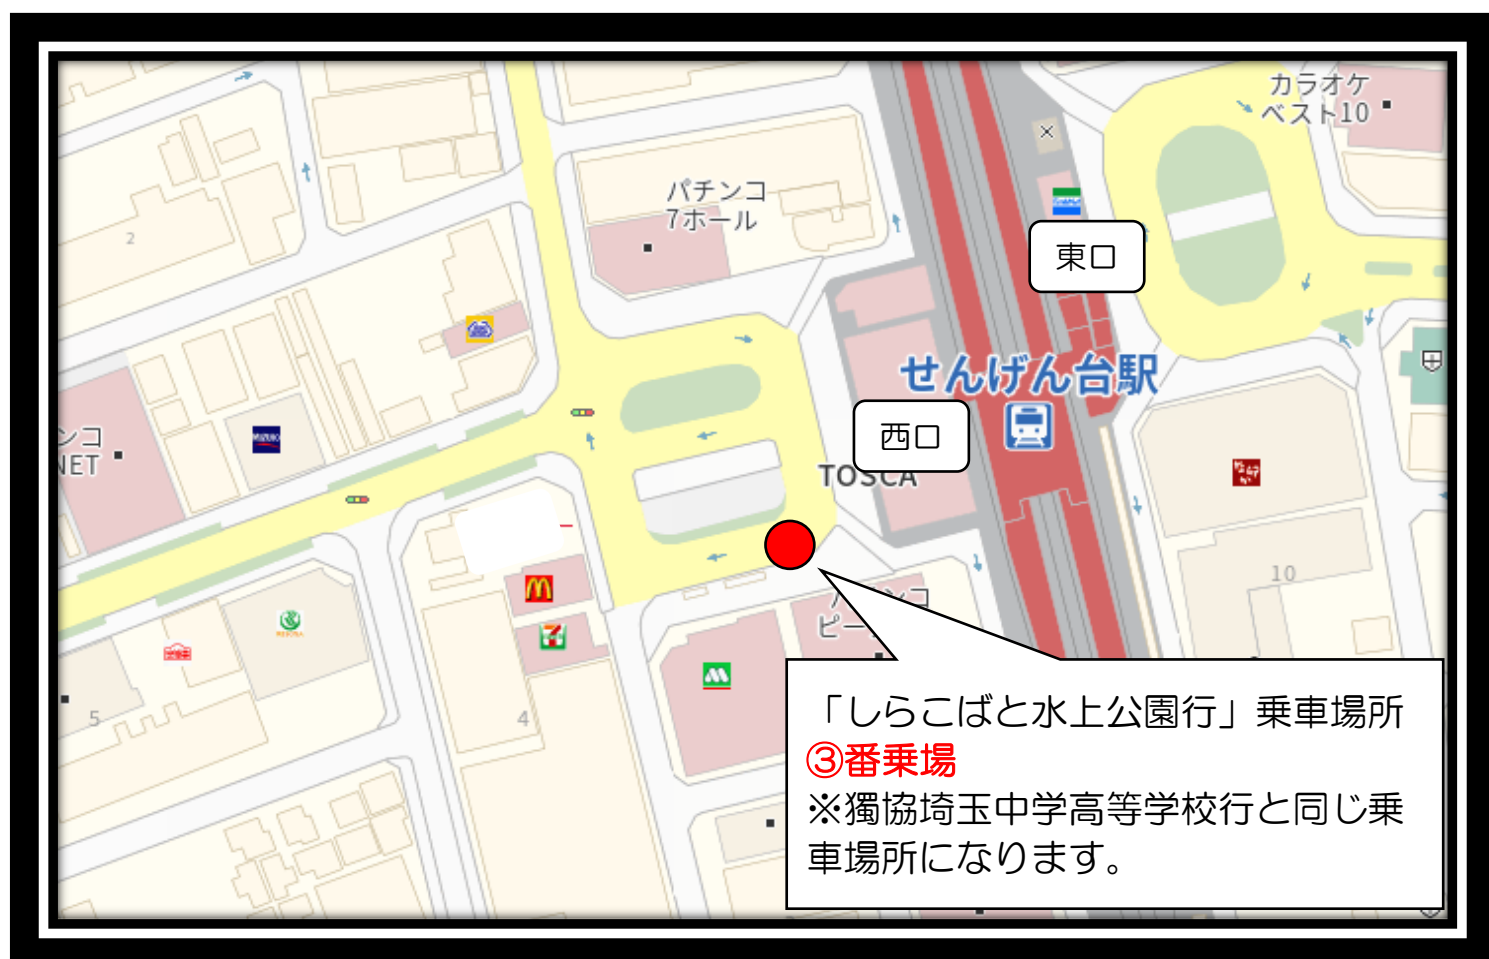 カラオケ
ベスト10
パチンコ
7ホール
2
東口
せんげん台駅
西口
TOSCA
ンコ
NET
MIZUHO
10
5
4
「しらこばと水上公園行」乗車場所
③番乗場
※獨協埼玉中学高等学校行と同じ乗
車場所になります。